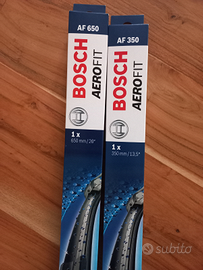 AF 650
BOSCH
AEROFIT
1 x
650 mm / 26"
AF 350
BOSCH
AEROFIT
1 x
350 mm / 13,5"
subito